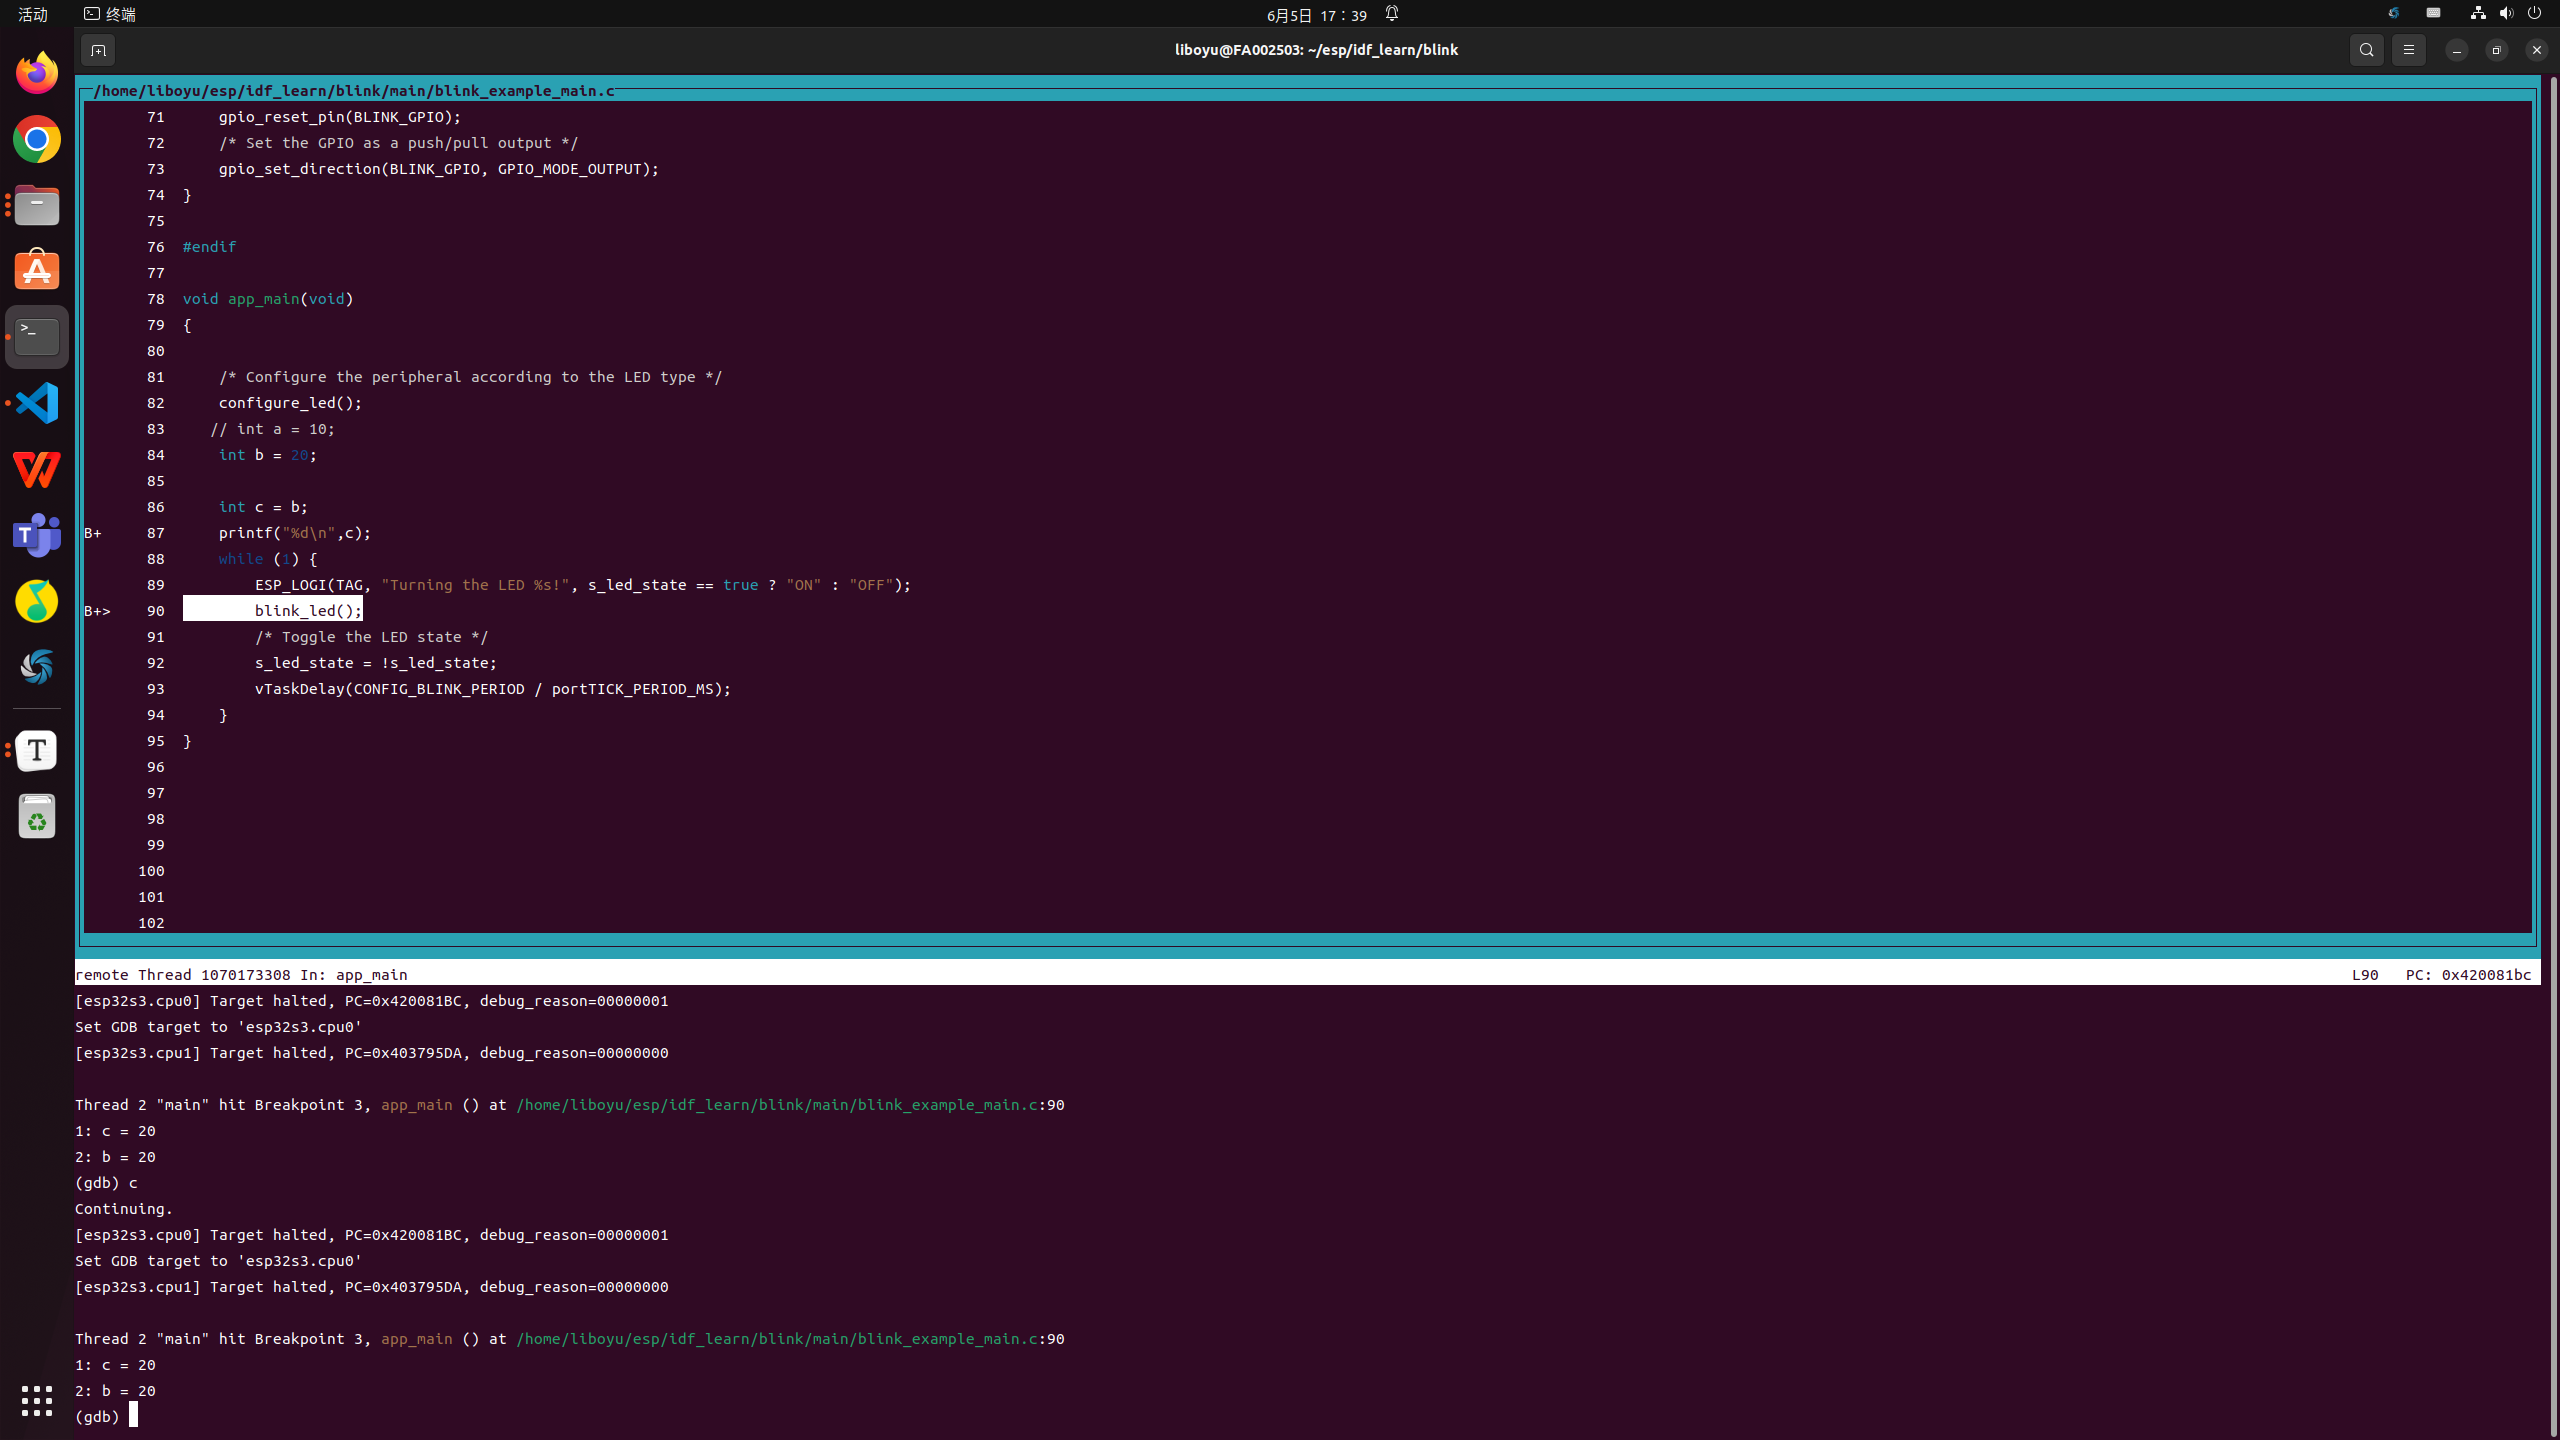 活动 终端 6月5日 17：39
liboyu@FA002503: ~/esp/idf_learn/blink
/home/liboyu/esp/idf_learn/blink/main/blink_example_main.c
71 gpio_reset_pin(BLINK_GPIO);
72 /* Set the GPIO as a push/pull output */
73 gpio_set_direction(BLINK_GPIO, GPIO_MODE_OUTPUT);
74 }
75
76 #endif
77
78 void app_main(void)
79 {
80
81 /* Configure the peripheral according to the LED type */
82 configure_led();
83 // int a = 10;
84 int b = 20;
85
86 int c = b;
B+ 87 printf("%d\n",c);
88 while (1) {
89 ESP_LOGI(TAG, "Turning the LED %s!", s_led_state == true ? "ON" : "OFF");
B+> 90 blink_led();
91 /* Toggle the LED state */
92 s_led_state = !s_led_state;
93 vTaskDelay(CONFIG_BLINK_PERIOD / portTICK_PERIOD_MS);
94 }
95 }
96
97
98
99
100
101
102
remote Thread 1070173308 In: app_main L90 PC: 0x420081bc
[esp32s3.cpu0] Target halted, PC=0x420081BC, debug_reason=00000001
Set GDB target to 'esp32s3.cpu0'
[esp32s3.cpu1] Target halted, PC=0x403795DA, debug_reason=00000000
Thread 2 "main" hit Breakpoint 3, app_main () at /home/liboyu/esp/idf_learn/blink/main/blink_example_main.c:90
1: c = 20
2: b = 20
(gdb) c
Continuing.
[esp32s3.cpu0] Target halted, PC=0x420081BC, debug_reason=00000001
Set GDB target to 'esp32s3.cpu0'
[esp32s3.cpu1] Target halted, PC=0x403795DA, debug_reason=00000000
Thread 2 "main" hit Breakpoint 3, app_main () at /home/liboyu/esp/idf_learn/blink/main/blink_example_main.c:90
1: c = 20
2: b = 20
(gdb)